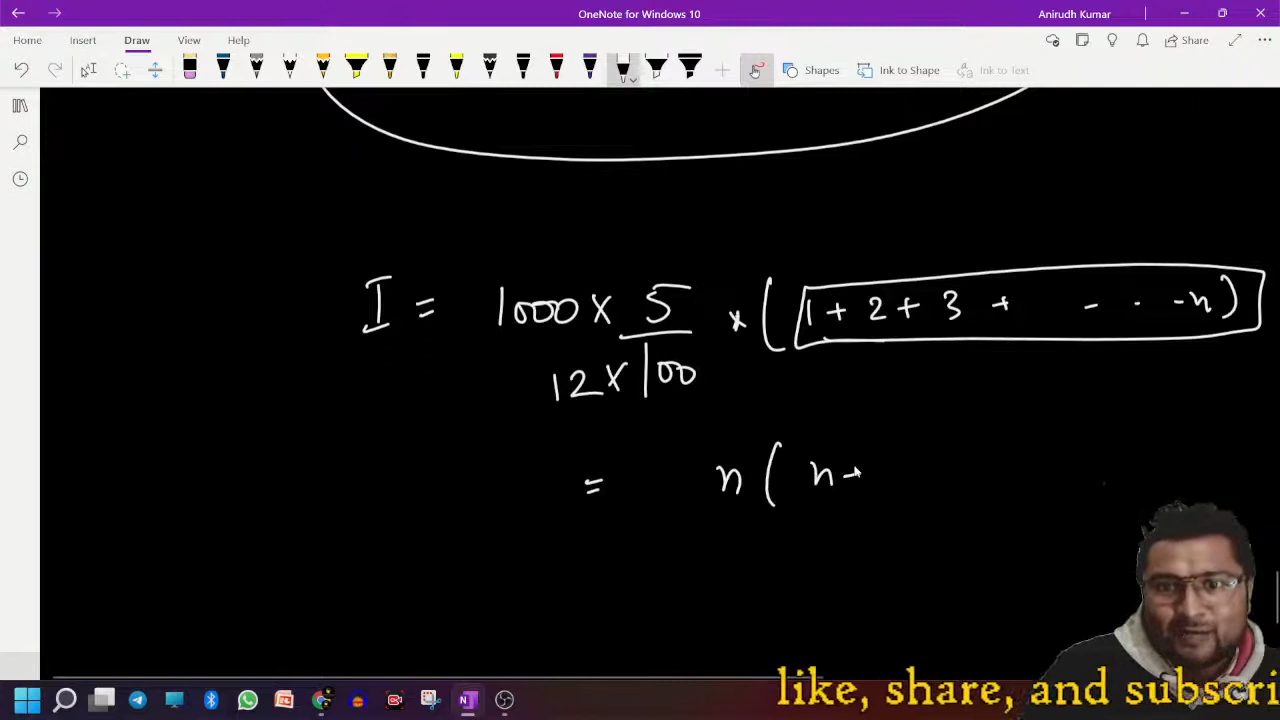 OneNote for Windows 10
Anirudh Kumar
Home Insert Draw View Help
Share
Shapes
Ink to Shape
Ink to Text
I = 1000 × 5 × (1 + 2 + 3 + - - - n)
12 × 100
= n ( n +
like, share, and subscri